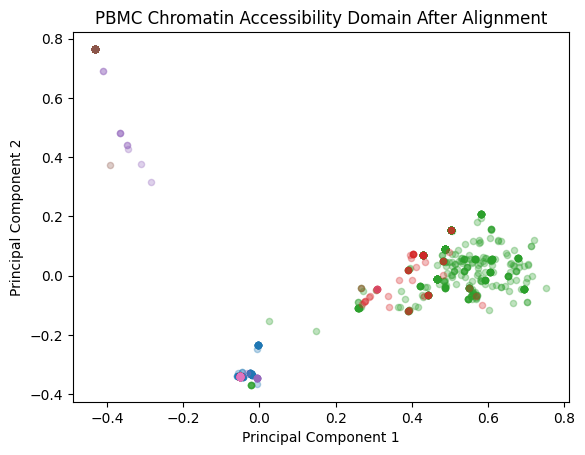 PBMC Chromatin Accessibility Domain After Alignment
0.8
0.6
0.4
0.2
0.0
−0.2
−0.4
Principal Component 2
−0.4 −0.2 0.0 0.2 0.4 0.6 0.8
Principal Component 1